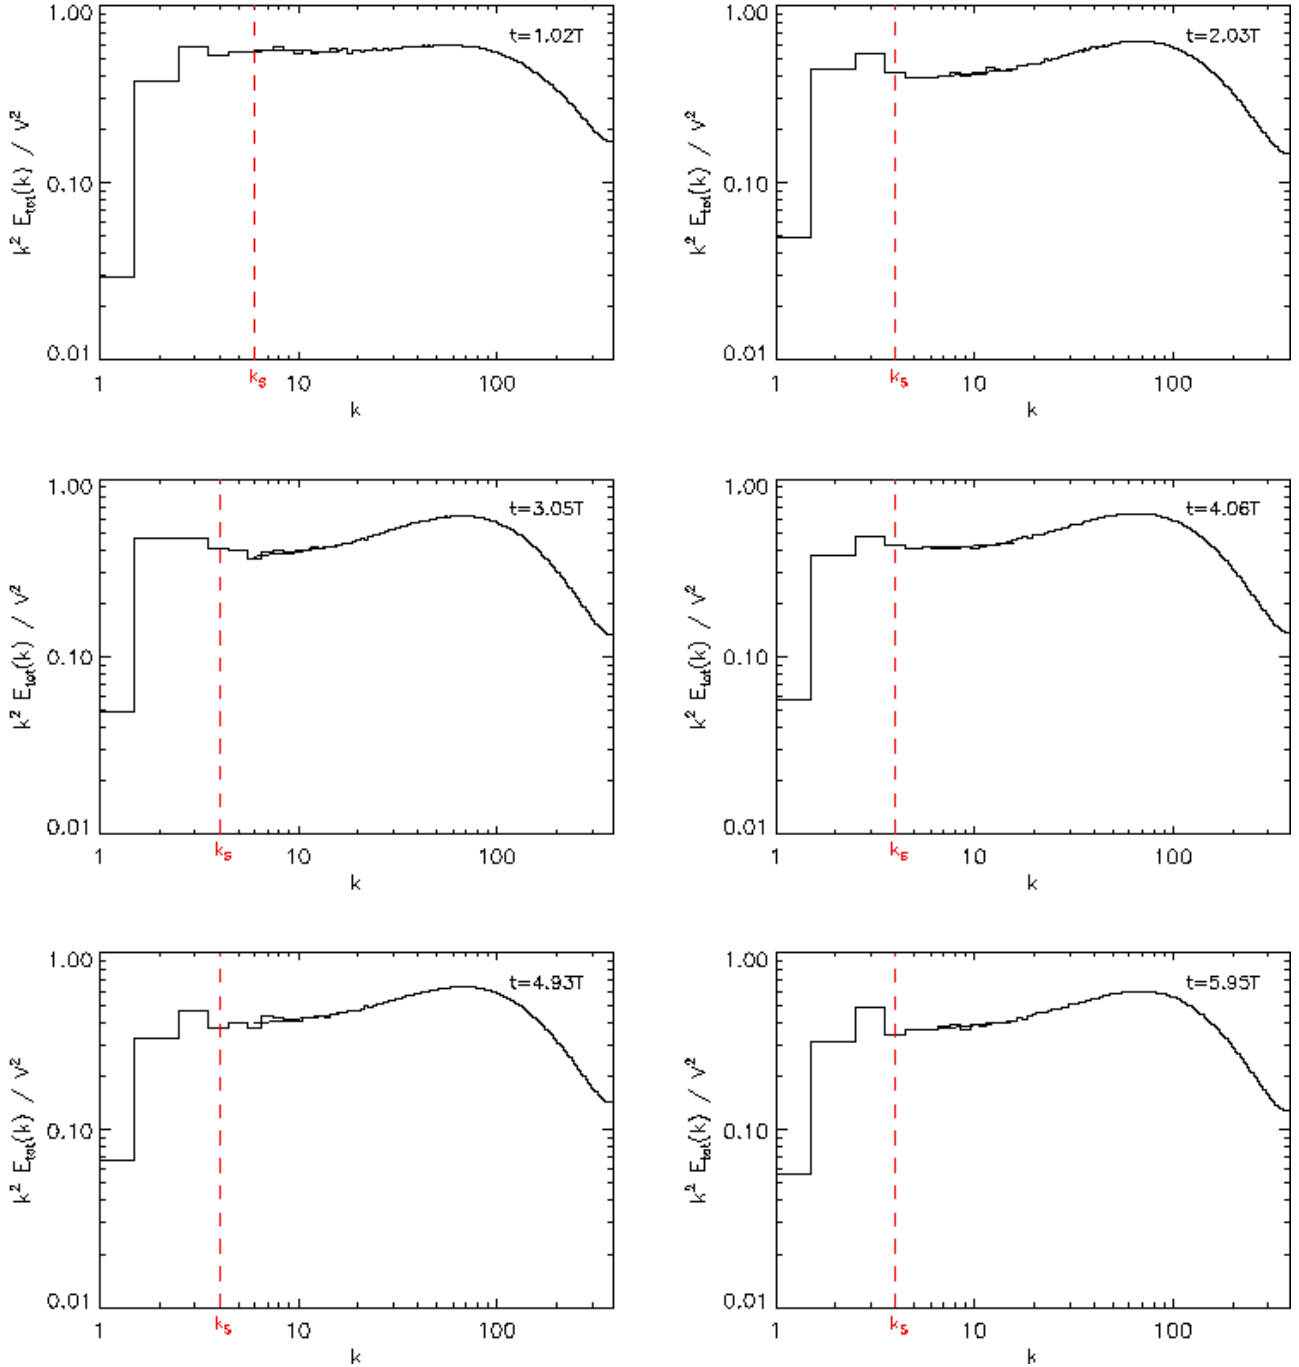 1.00
0.10
0.01
k² E_tot(k) / V²
t=1.02T
1
k_s
10
100
k
1.00
0.10
0.01
k² E_tot(k) / V²
t=2.03T
1
k_s
10
100
k
1.00
0.10
0.01
k² E_tot(k) / V²
t=3.05T
1
k_s
10
100
k
1.00
0.10
0.01
k² E_tot(k) / V²
t=4.06T
1
k_s
10
100
k
1.00
0.10
0.01
k² E_tot(k) / V²
t=4.93T
1
k_s
10
100
k
1.00
0.10
0.01
k² E_tot(k) / V²
t=5.95T
1
k_s
10
100
k